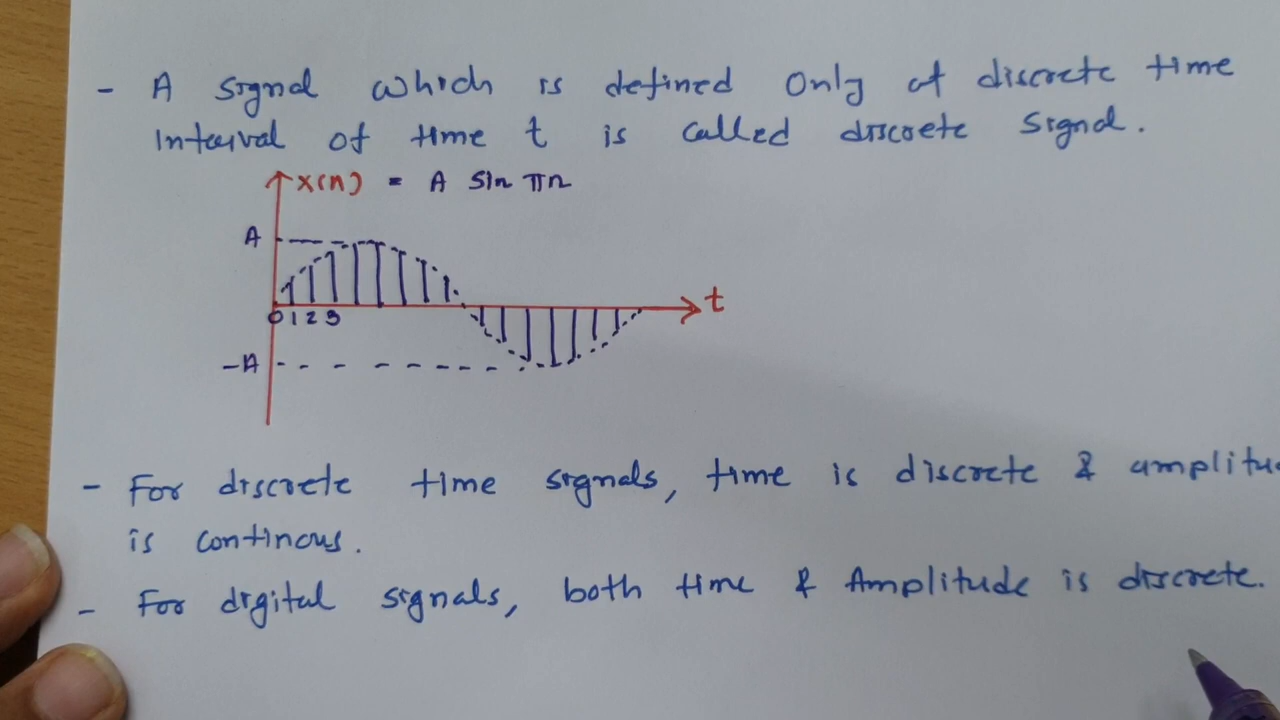 - A signal which is defined only at discrete time
interval of time t is called discrete signal.
x(n) = A sin πn
A
0 1 2 3
t
-A
- For discrete time signals, time is discrete & amplitu
is continous.
- For digital signals, both time & Amplitude is discrete.